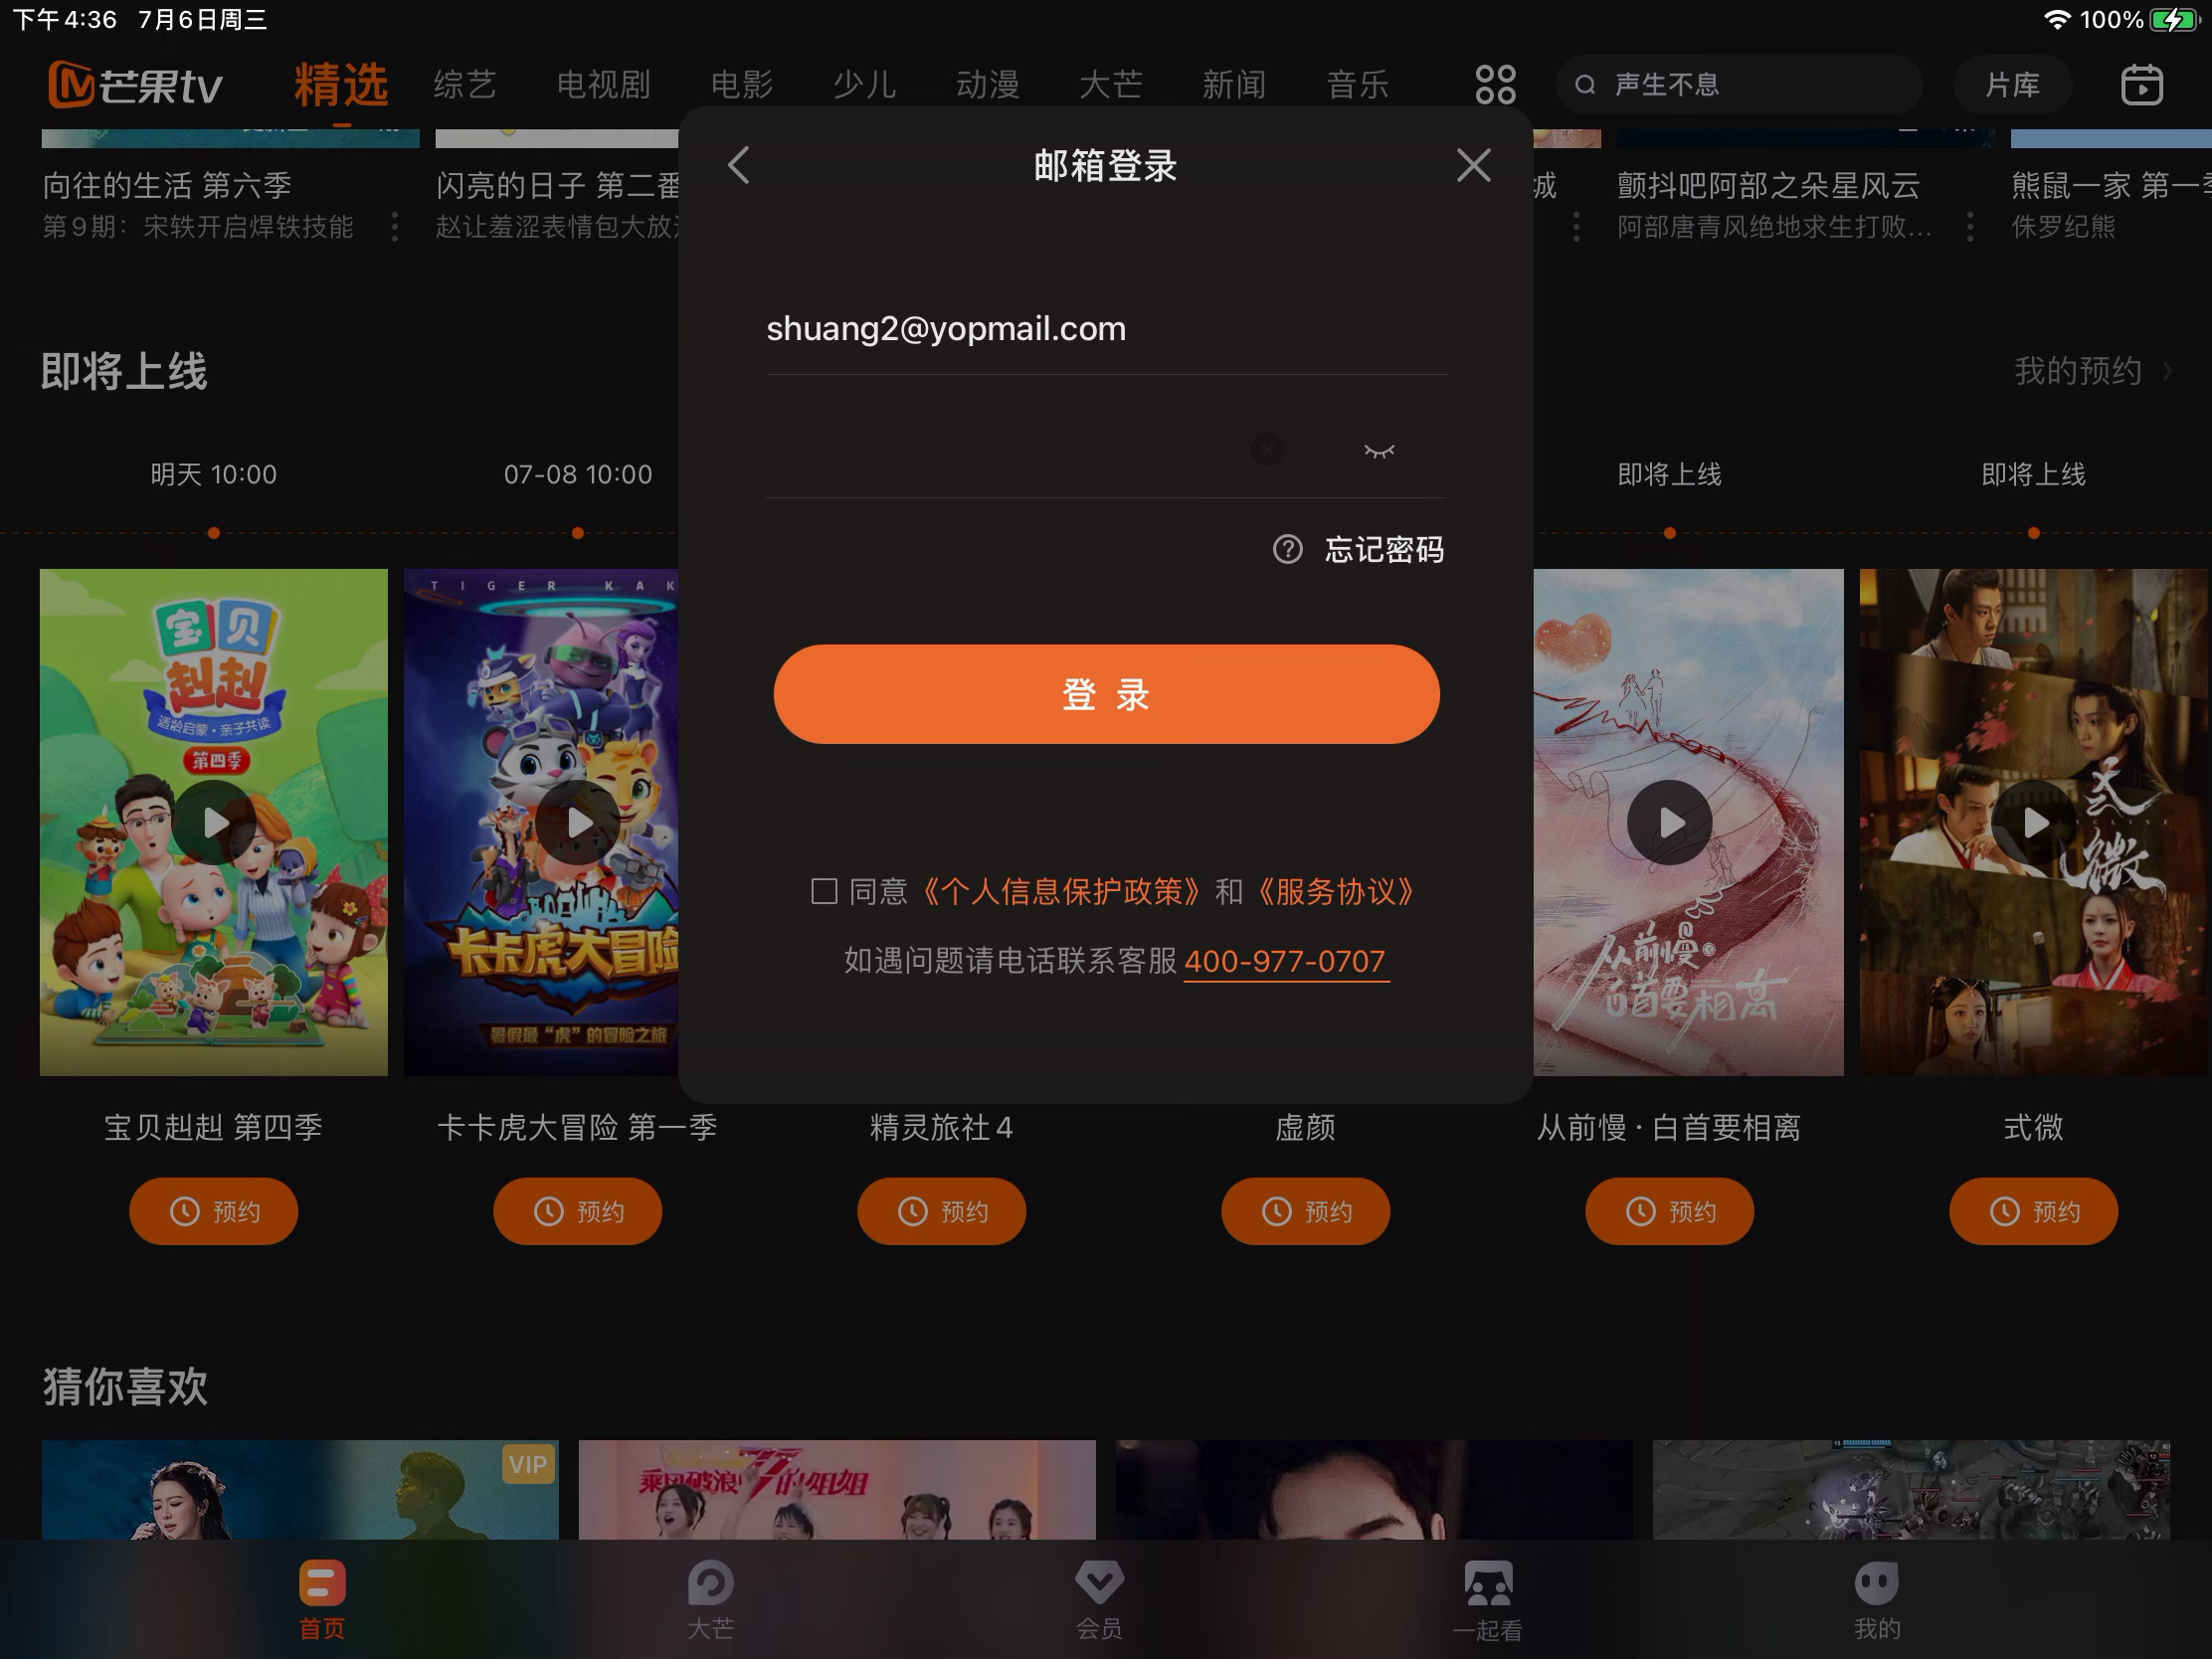 下午4:36 7月6日周三
100%
芒果tv 精选 综艺 电视剧 电影 少儿 动漫 大芒 新闻 音乐 声生不息 片库
邮箱登录
向往的生活 第六季
闪亮的日子 第二番
城
颤抖吧阿部之朵星风云
熊鼠一家 第一季
第9期：宋轶开启焊铁技能
赵让羞涩表情包大放
阿部唐青风绝地求生打败...
侏罗纪熊
shuang2@yopmail.com
即将上线
我的预约
明天 10:00
07-08 10:00
即将上线
即将上线
忘记密码
登 录
同意《个人信息保护政策》和《服务协议》
如遇问题请电话联系客服 400-977-0707
宝贝赳赳
适龄启蒙·亲子共读
第四季
TIGER KAK
卡卡虎大冒险
暑假最“虎”的冒险之旅
从前慢
白首要相离
式微
宝贝赳赳 第四季
卡卡虎大冒险 第一季
精灵旅社4
虚颜
从前慢·白首要相离
式微
预约
预约
预约
预约
预约
预约
猜你喜欢
VIP
乘风破浪的姐姐
首页
大芒
会员
一起看
我的